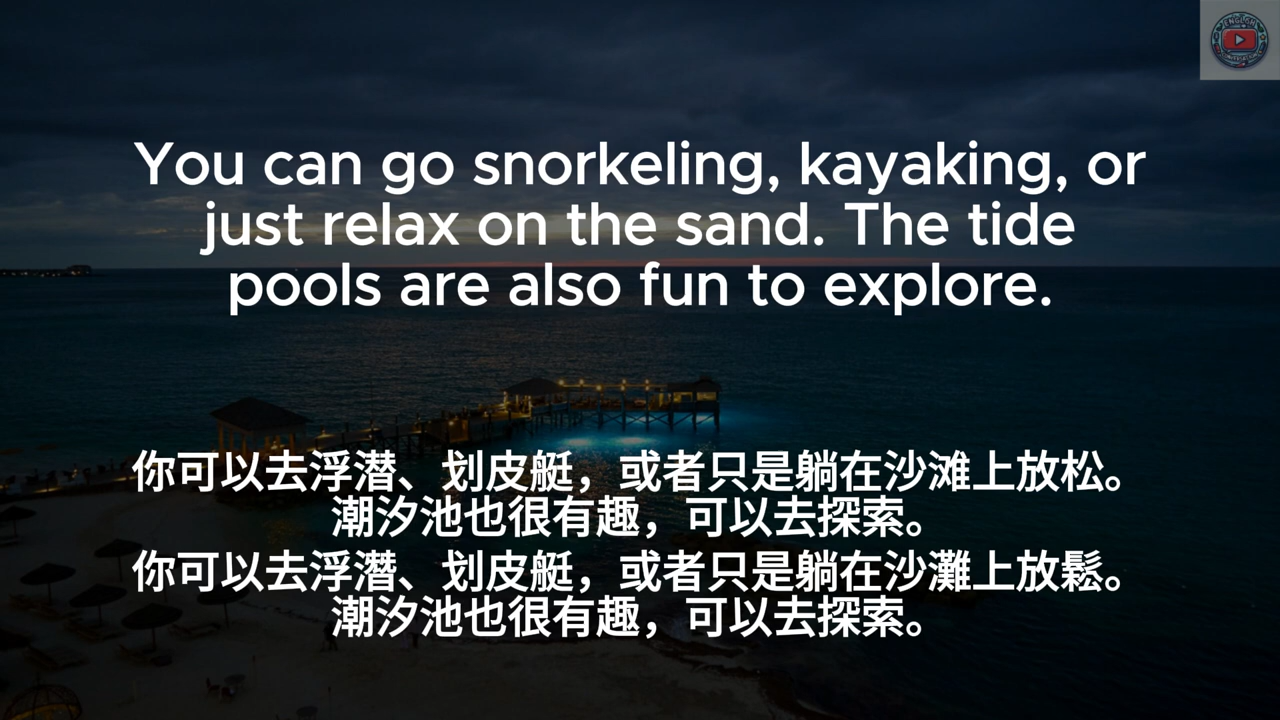 You can go snorkeling, kayaking, or
just relax on the sand. The tide
pools are also fun to explore.
你可以去浮潜、划皮艇，或者只是躺在沙滩上放松。
潮汐池也很有趣，可以去探索。
你可以去浮潛、划皮艇，或者只是躺在沙灘上放鬆。
潮汐池也很有趣，可以去探索。